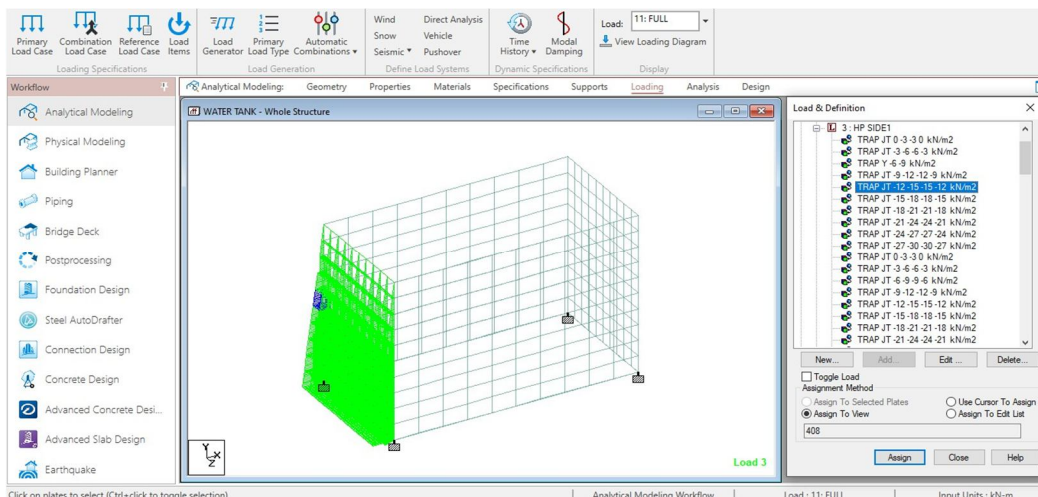 Primary Load Case
Combination Load Case
Reference Load Case
Load Items
Loading Specifications
Load Generator
Primary Load Type
Automatic Combinations
Load Generation
Wind
Snow
Seismic
Direct Analysis
Vehicle
Pushover
Define Load Systems
Time History
Modal Damping
Dynamic Specifications
Load: 11: FULL
View Loading Diagram
Display
Workflow
Analytical Modeling: Geometry Properties Materials Specifications Supports Loading Analysis Design
Analytical Modeling
Physical Modeling
Building Planner
Piping
Bridge Deck
Postprocessing
Foundation Design
Steel AutoDrafter
Connection Design
Concrete Design
Advanced Concrete Desi...
Advanced Slab Design
Earthquake
WATER TANK - Whole Structure
Y
X
Z
Load 3
Load & Definition
3 : HP SIDE1
TRAP JT 0 -3 -3 0 kN/m2
TRAP JT -3 -6 -6 -3 kN/m2
TRAP Y -6 -9 kN/m2
TRAP JT -9 -12 -12 -9 kN/m2
TRAP JT -12 -15 -15 -12 kN/m2
TRAP JT -15 -18 -18 -15 kN/m2
TRAP JT -18 -21 -21 -18 kN/m2
TRAP JT -21 -24 -24 -21 kN/m2
TRAP JT -24 -27 -27 -24 kN/m2
TRAP JT -27 -30 -30 -27 kN/m2
TRAP JT 0 -3 -3 0 kN/m2
TRAP JT -3 -6 -6 -3 kN/m2
TRAP JT -6 -9 -9 -6 kN/m2
TRAP JT -9 -12 -12 -9 kN/m2
TRAP JT -12 -15 -15 -12 kN/m2
TRAP JT -15 -18 -18 -15 kN/m2
TRAP JT -18 -21 -21 -18 kN/m2
TRAP JT -21 -24 -24 -21 kN/m2
New... Add... Edit ... Delete...
Toggle Load
Assignment Method
Assign To Selected Plates Use Cursor To Assign
Assign To View Assign To Edit List
408
Assign Close Help
Click on plates to select (Ctrl+click to toggle selection)
Analytical Modeling Workflow Load : 11: FULL Input Units : kN-m